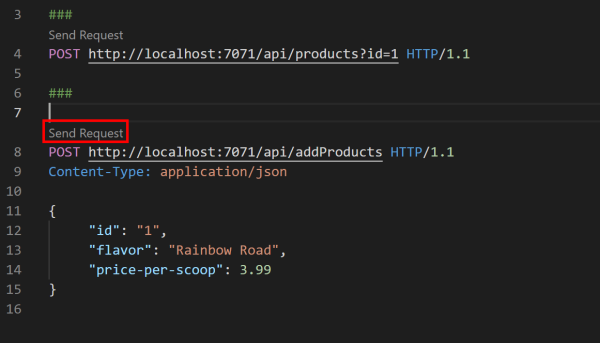 3 ###
Send Request
4 POST http://localhost:7071/api/products?id=1 HTTP/1.1
5
6 ###
7
Send Request
8 POST http://localhost:7071/api/addProducts HTTP/1.1
9 Content-Type: application/json
10
11 {
12 "id": "1",
13 "flavor": "Rainbow Road",
14 "price-per-scoop": 3.99
15 }
16